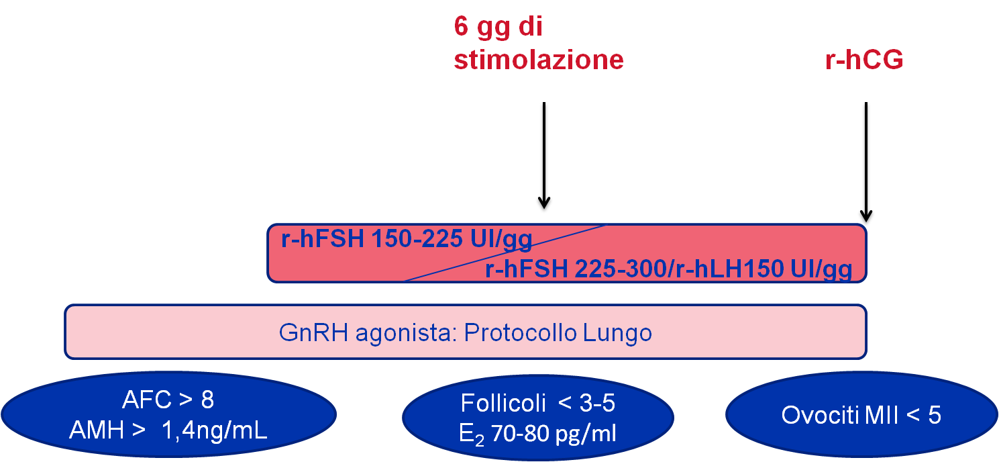 6 gg di
stimolazione
r-hCG
r-hFSH 150-225 UI/gg
r-hFSH 225-300/r-hLH150 UI/gg
GnRH agonista: Protocollo Lungo
AFC > 8
AMH >  1,4ng/mL
Follicoli  < 3-5
E₂ 70-80 pg/ml
Ovociti MII < 5